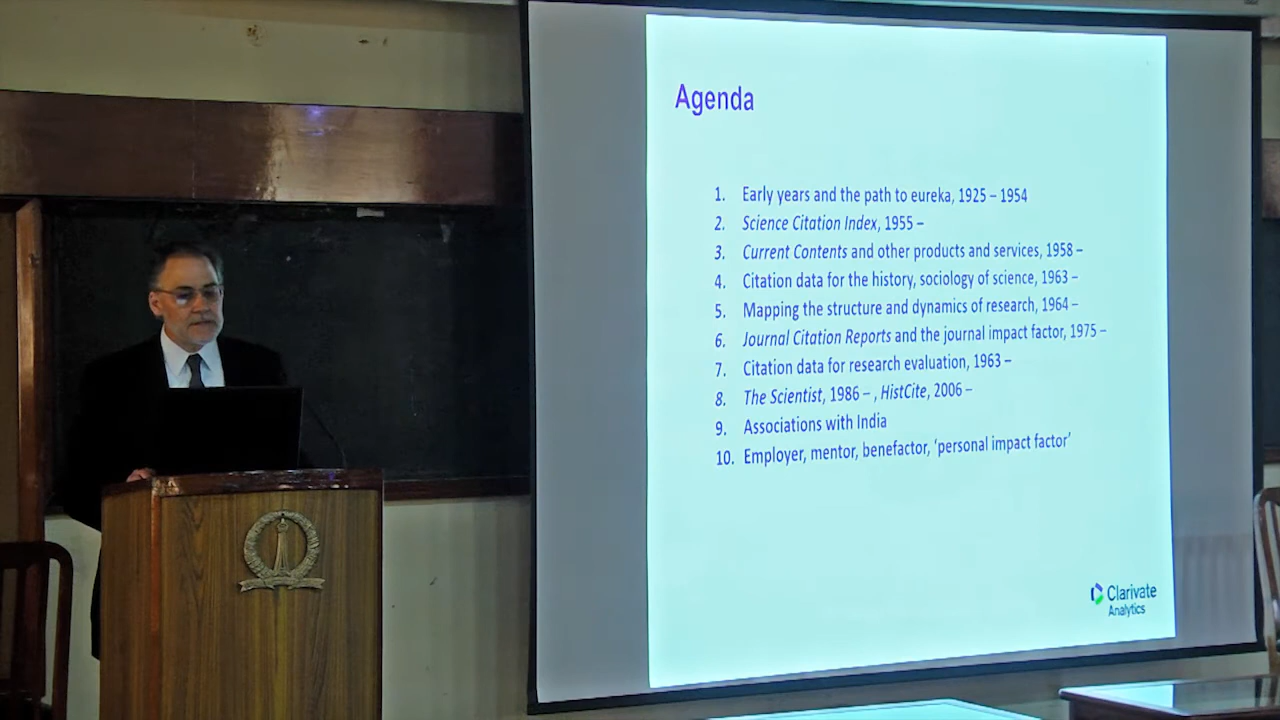 Agenda
1. Early years and the path to eureka, 1925 – 1954
2. Science Citation Index, 1955 –
3. Current Contents and other products and services, 1958 –
4. Citation data for the history, sociology of science, 1963 –
5. Mapping the structure and dynamics of research, 1964 –
6. Journal Citation Reports and the journal impact factor, 1975 –
7. Citation data for research evaluation, 1963 –
8. The Scientist, 1986 – , HistCite, 2006 –
9. Associations with India
10. Employer, mentor, benefactor, ‘personal impact factor’
Clarivate
Analytics